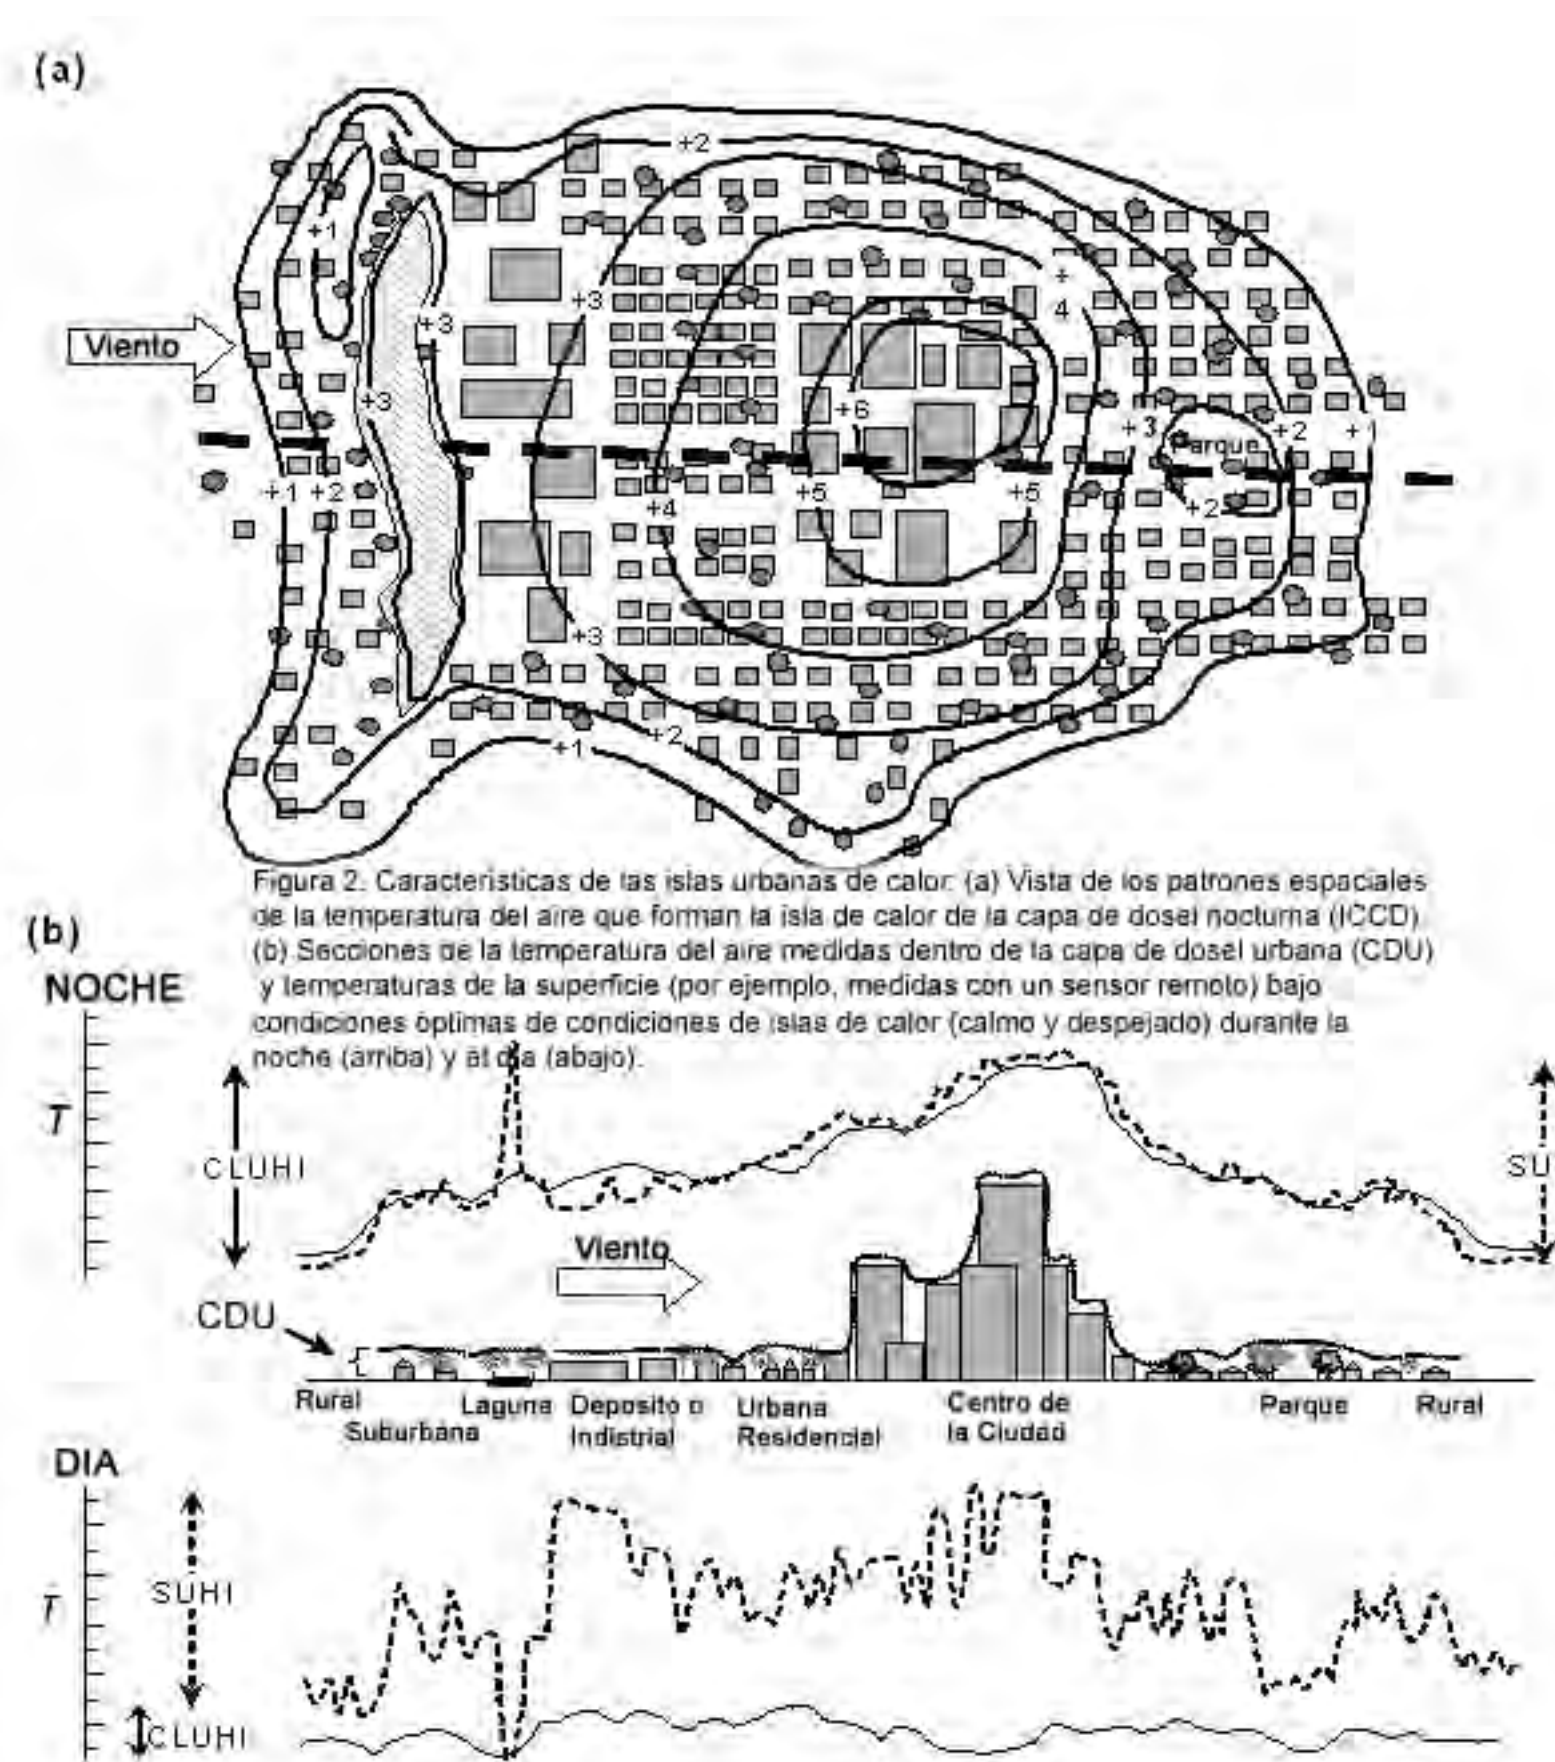 (a)
+2
+1
+3
+
4
+3
Viento
+3
+6
+3
Parque
+2
+1
+1
+2
+4
+5
+5
+2
+3
+2
+1
Figura 2. Características de las islas urbanas de calor. (a) Vista de los patrones espaciales
de la temperatura del aire que forman la isla de calor de la capa de dosel nocturna (ICCD).
(b)
(b) Secciones de la temperatura del aire medidas dentro de la capa de dosel urbana (CDU)
NOCHE
y temperaturas de la superficie (por ejemplo, medidas con un sensor remoto) bajo
condiciones óptimas de condiciones de islas de calor (calmo y despejado) durante la
noche (arriba) y al día (abajo).
T
CLUHI
SU
Viento
CDU
Rural
Suburbana
Laguna
Deposito o
Indistrial
Urbana
Residencial
Centro de
la Ciudad
Parque
Rural
DIA
SUHI
T
CLUHI